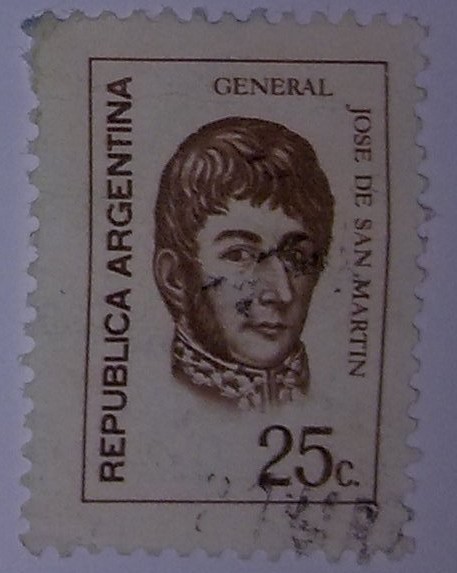 GENERAL
JOSE DE SAN MARTIN
REPUBLICA ARGENTINA
25c.